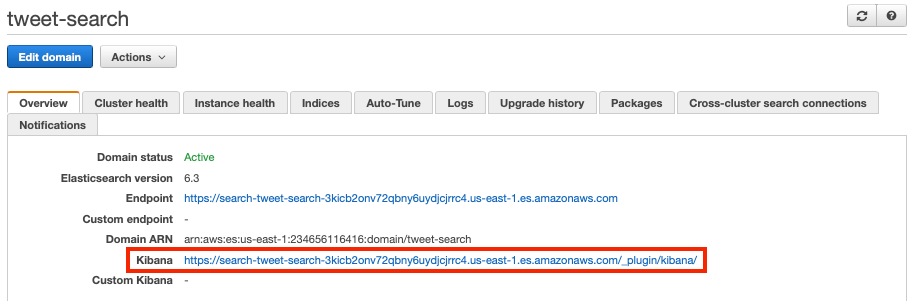 tweet-search
Edit domain Actions
Overview Cluster health Instance health Indices Auto-Tune Logs Upgrade history Packages Cross-cluster search connections
Notifications
Domain status Active
Elasticsearch version 6.3
Endpoint https://search-tweet-search-3kicb2onv72qbny6uydjcjrrc4.us-east-1.es.amazonaws.com
Custom endpoint -
Domain ARN arn:aws:es:us-east-1:234656116416:domain/tweet-search
Kibana https://search-tweet-search-3kicb2onv72qbny6uydjcjrrc4.us-east-1.es.amazonaws.com/_plugin/kibana/
Custom Kibana -